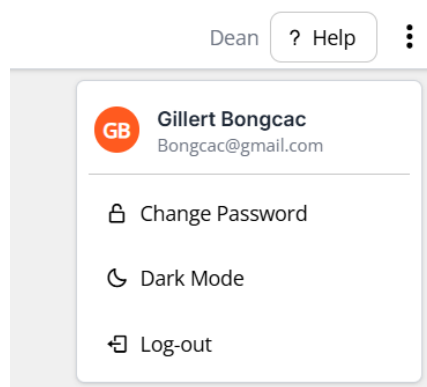 Dean
? Help
GB
Gillert Bongcac
Bongcac@gmail.com
Change Password
Dark Mode
Log-out